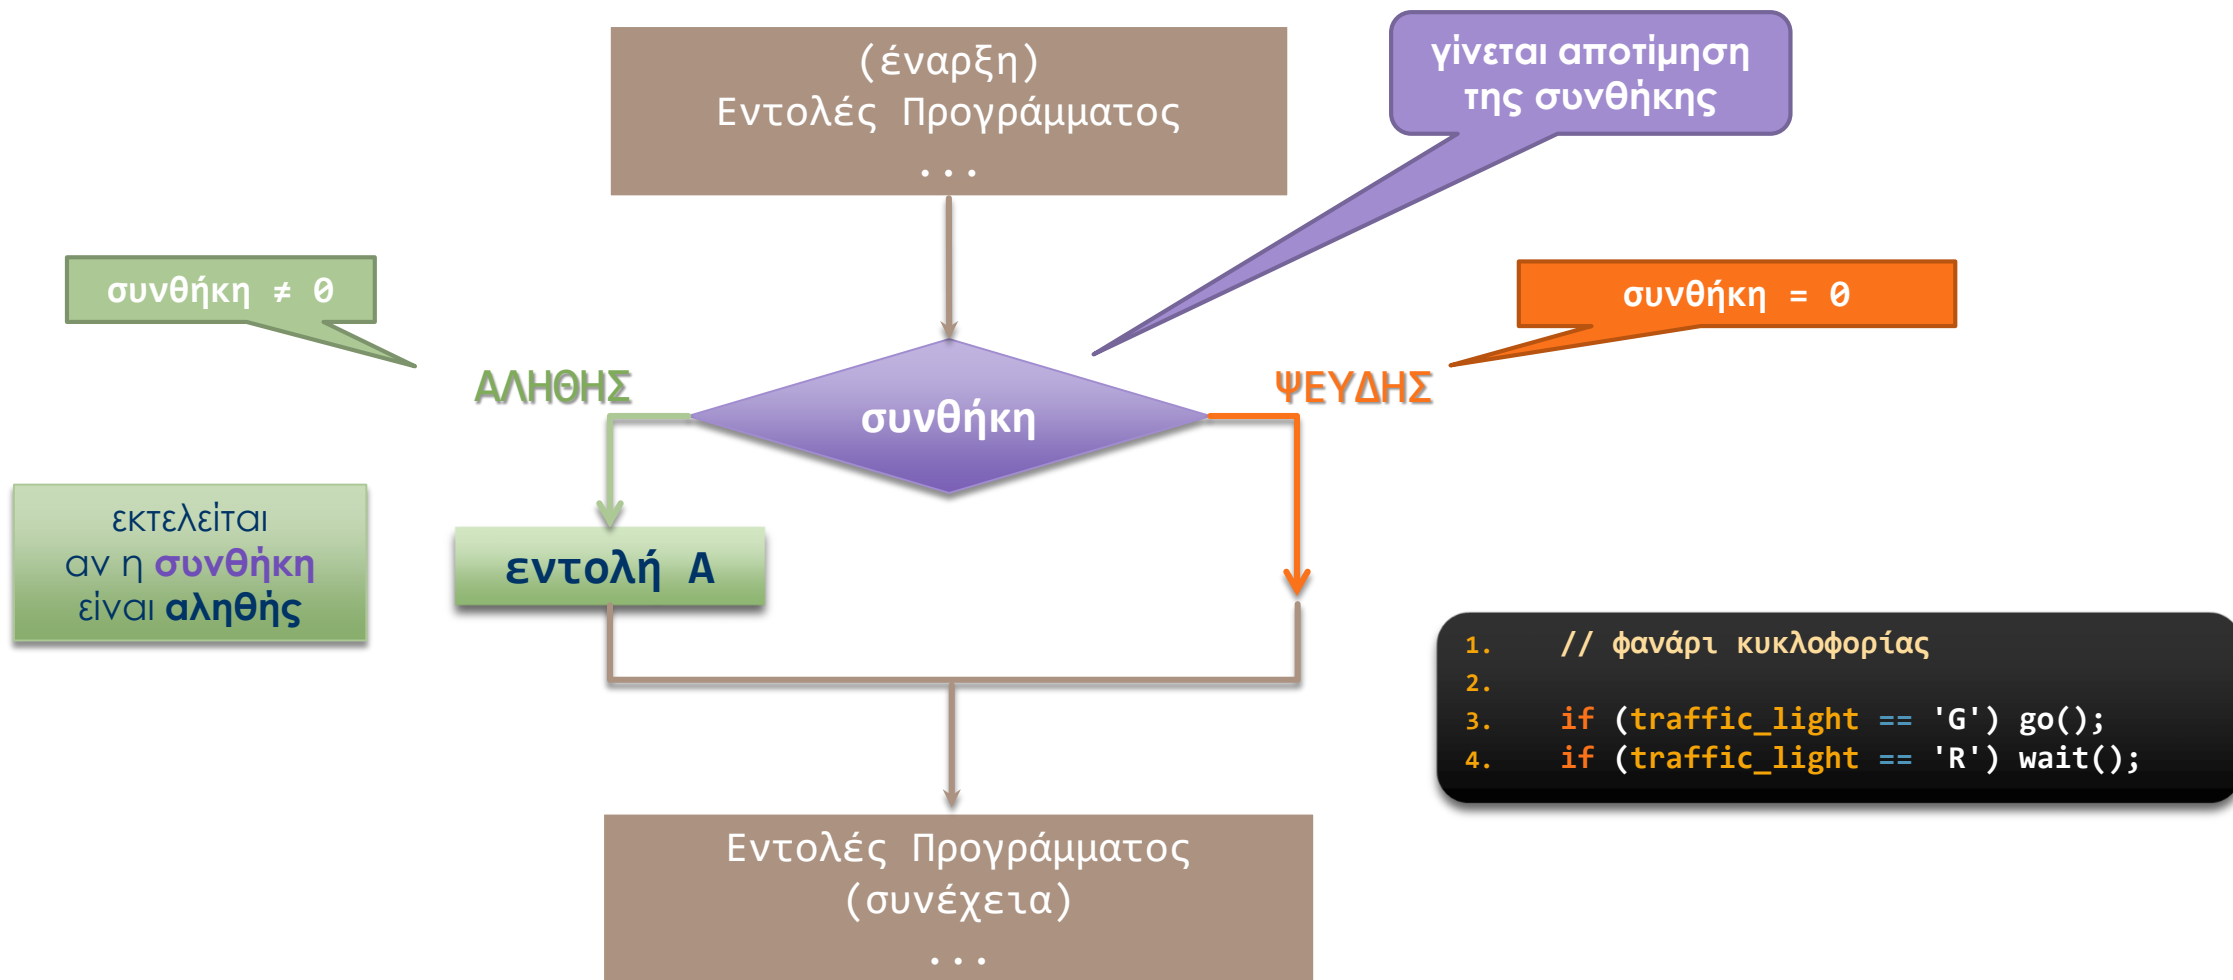 (έναρξη)
Εντολές Προγράμματος
...
γίνεται αποτίμηση
της συνθήκης
συνθήκη ≠ 0
συνθήκη = 0
ΑΛΗΘΗΣ
συνθήκη
ΨΕΥΔΗΣ
εκτελείται
αν η συνθήκη
είναι αληθής
εντολή Α
1. // φανάρι κυκλοφορίας
2.
3. if (traffic_light == 'G') go();
4. if (traffic_light == 'R') wait();
Εντολές Προγράμματος
(συνέχεια)
...